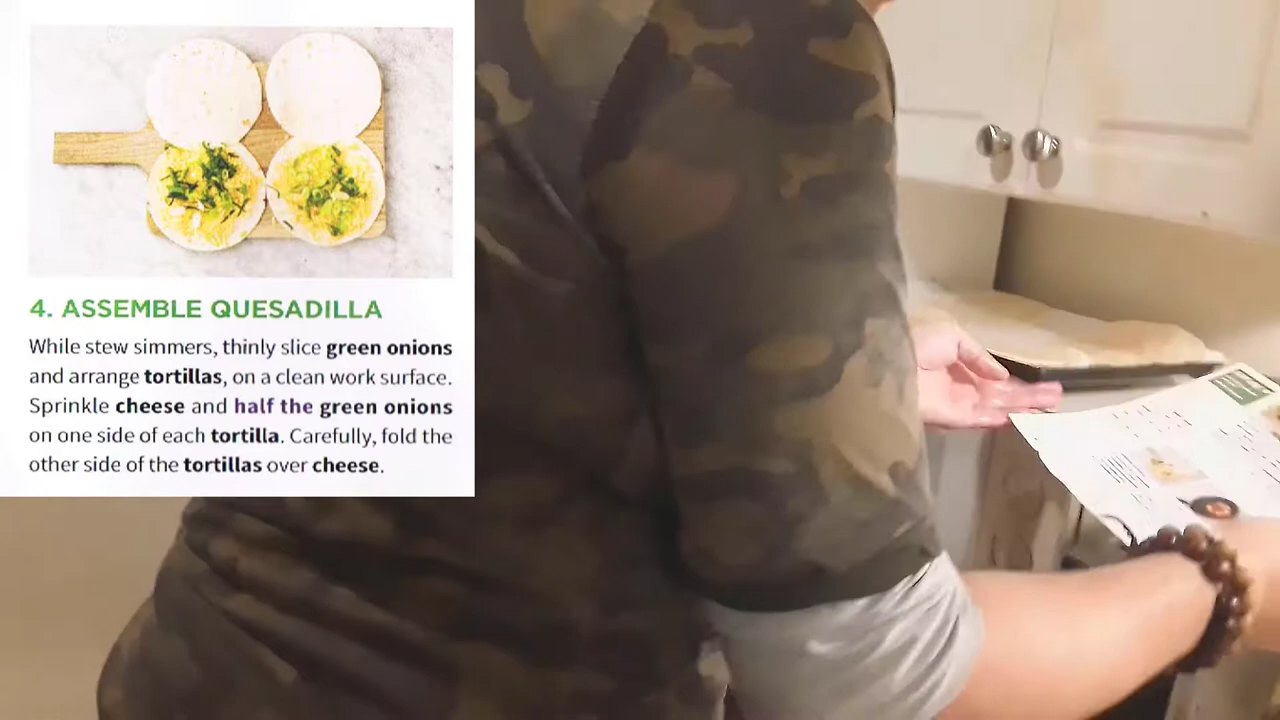 4. ASSEMBLE QUESADILLA
While stew simmers, thinly slice green onions
and arrange tortillas, on a clean work surface.
Sprinkle cheese and half the green onions
on one side of each tortilla. Carefully, fold the
other side of the tortillas over cheese.